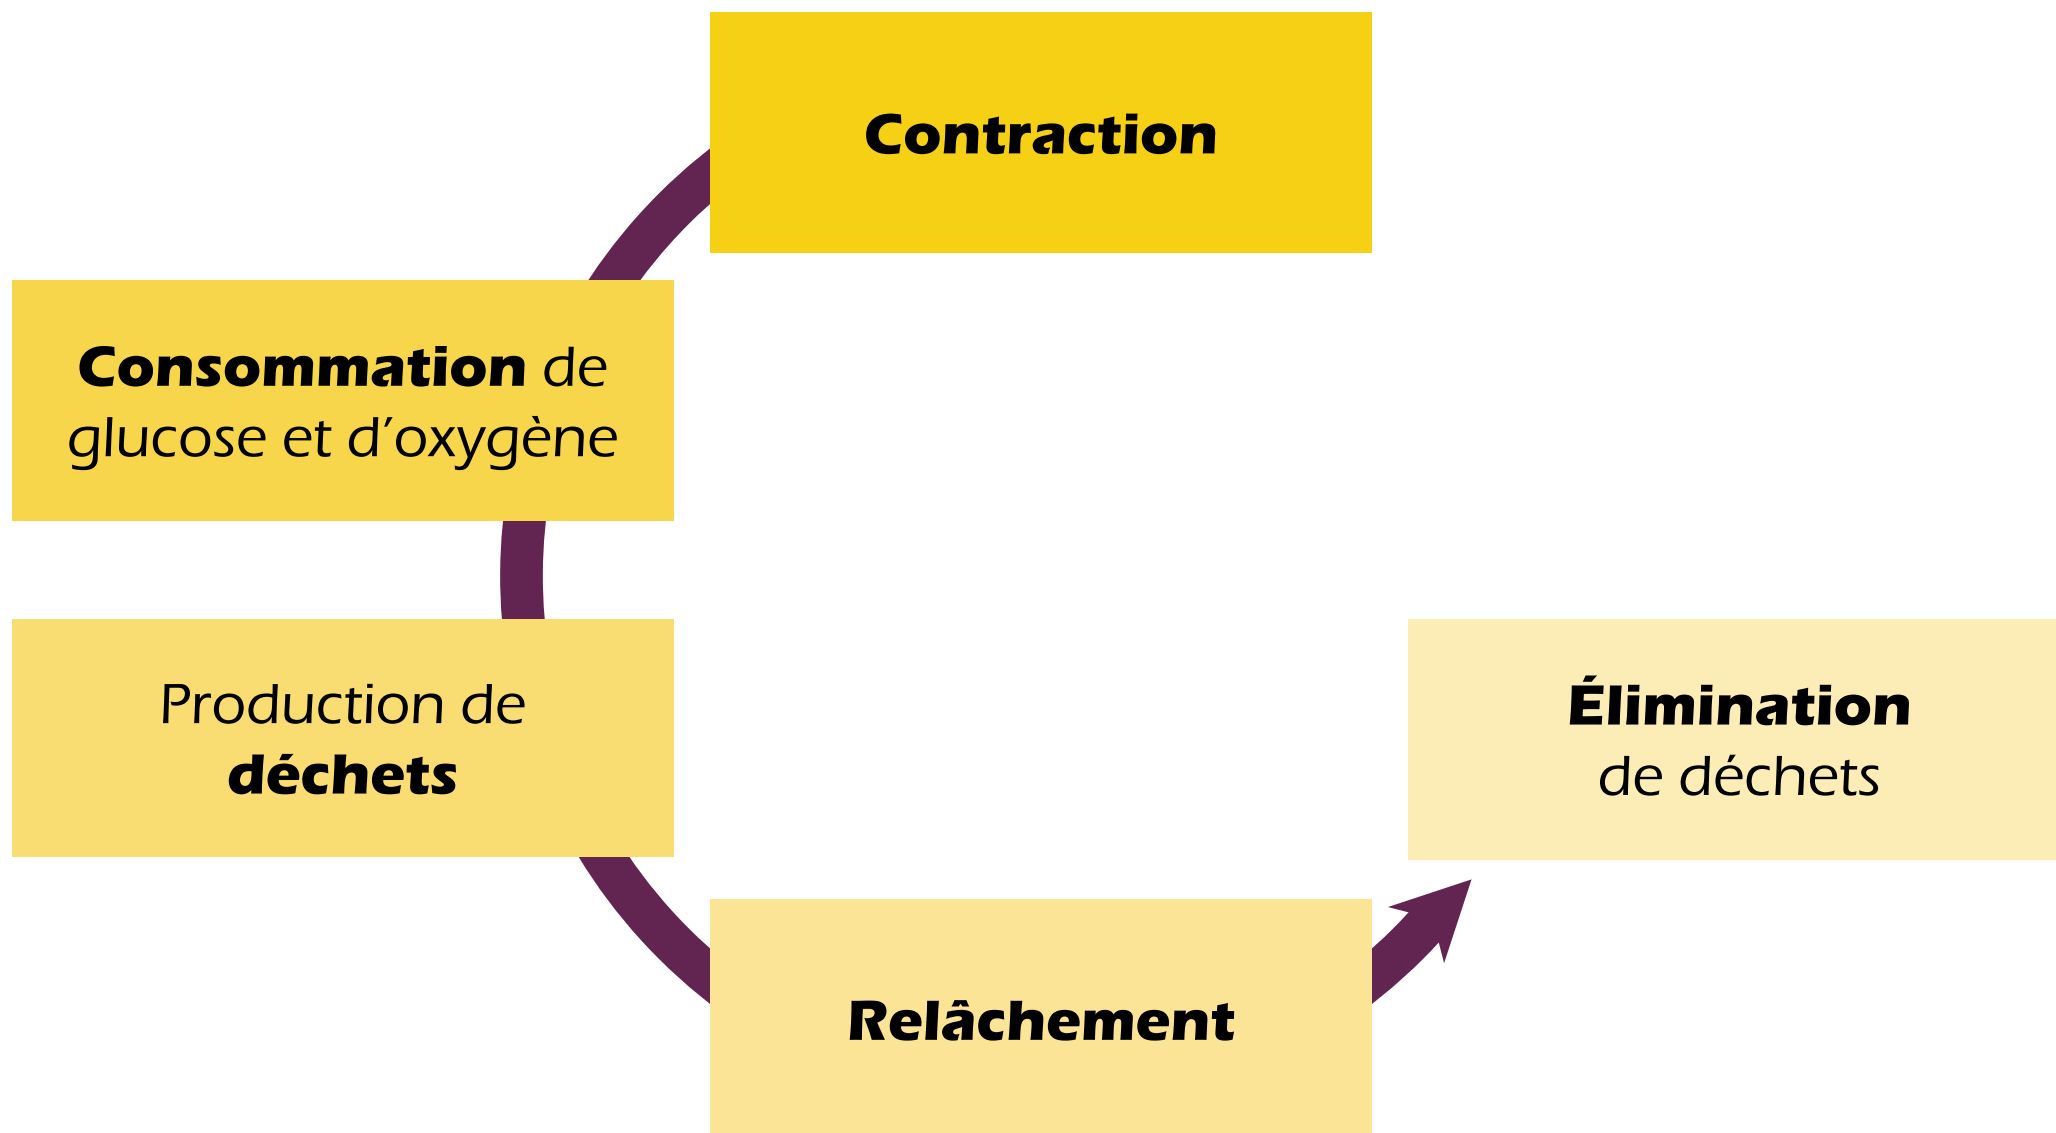 Contraction
Consommation de
glucose et d’oxygène
Production de
déchets
Relâchement
Élimination
de déchets